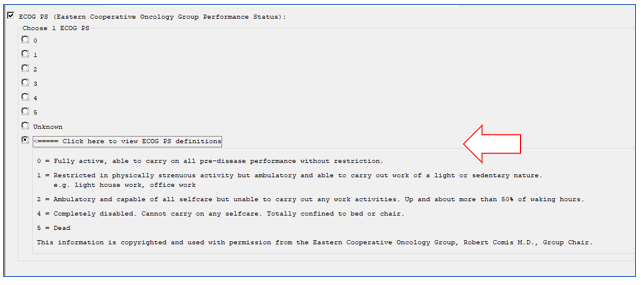 ECOG PS (Eastern Cooperative Oncology Group Performance Status):
Choose 1 ECOG PS
0
1
2
3
4
5
Unknown
<===== Click here to view ECOG PS definitions
0 = Fully active, able to carry on all pre-disease performance without restriction.
1 = Restricted in physically strenuous activity but ambulatory and able to carry out work of a light or sedentary nature.
e.g. light house work, office work
2 = Ambulatory and capable of all selfcare but unable to carry out any work activities. Up and about more than 50% of waking hours.
4 = Completely disabled. Cannot carry on any selfcare. Totally confined to bed or chair.
5 = Dead
This information is copyrighted and used with permission from the Eastern Cooperative Oncology Group, Robert Comis M.D., Group Chair.